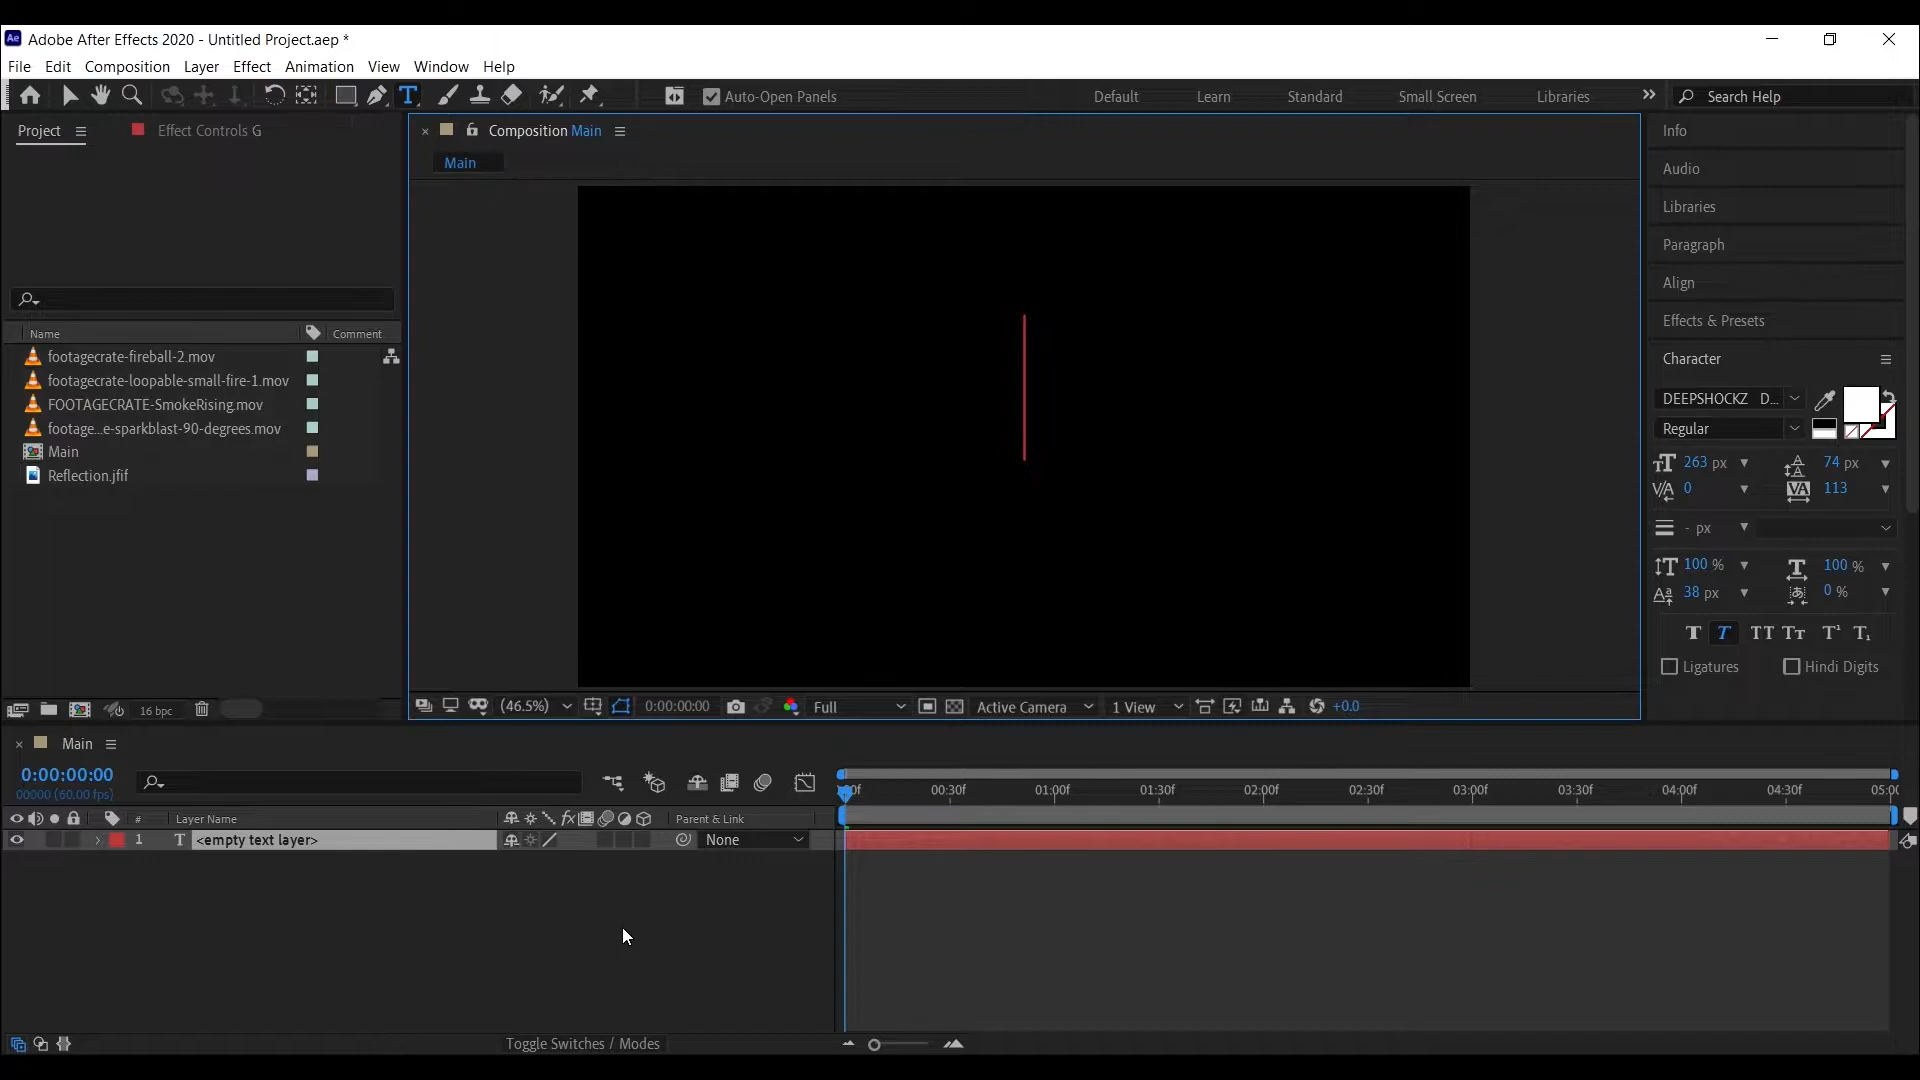 Adobe After Effects 2020 - Untitled Project.aep *
File Edit Composition Layer Effect Animation View Window Help
Auto-Open Panels Default Learn Standard Small Screen Libraries Search Help
Project Effect Controls G
Composition Main
Main
Info
Audio
Libraries
Paragraph
Align
Effects & Presets
Name Comment
footagecrate-fireball-2.mov
footagecrate-loopable-small-fire-1.mov
FOOTAGECRATE-SmokeRising.mov
footage...e-sparkblast-90-degrees.mov
Main
Reflection.jfif
Character
DEEPSHOCKZ D...
Regular
263 px 74 px
0 113
- px
100 % 100 %
38 px 0 %
Ligatures Hindi Digits
16 bpc
(46.5%) 0:00:00:00 Full Active Camera 1 View +0.0
Main
0:00:00:00
00000 (60.00 fps)
00:30f 01:00f 01:30f 02:00f 02:30f 03:00f 03:30f 04:00f 04:30f
# Layer Name Parent & Link
1 <empty text layer> None
Toggle Switches / Modes